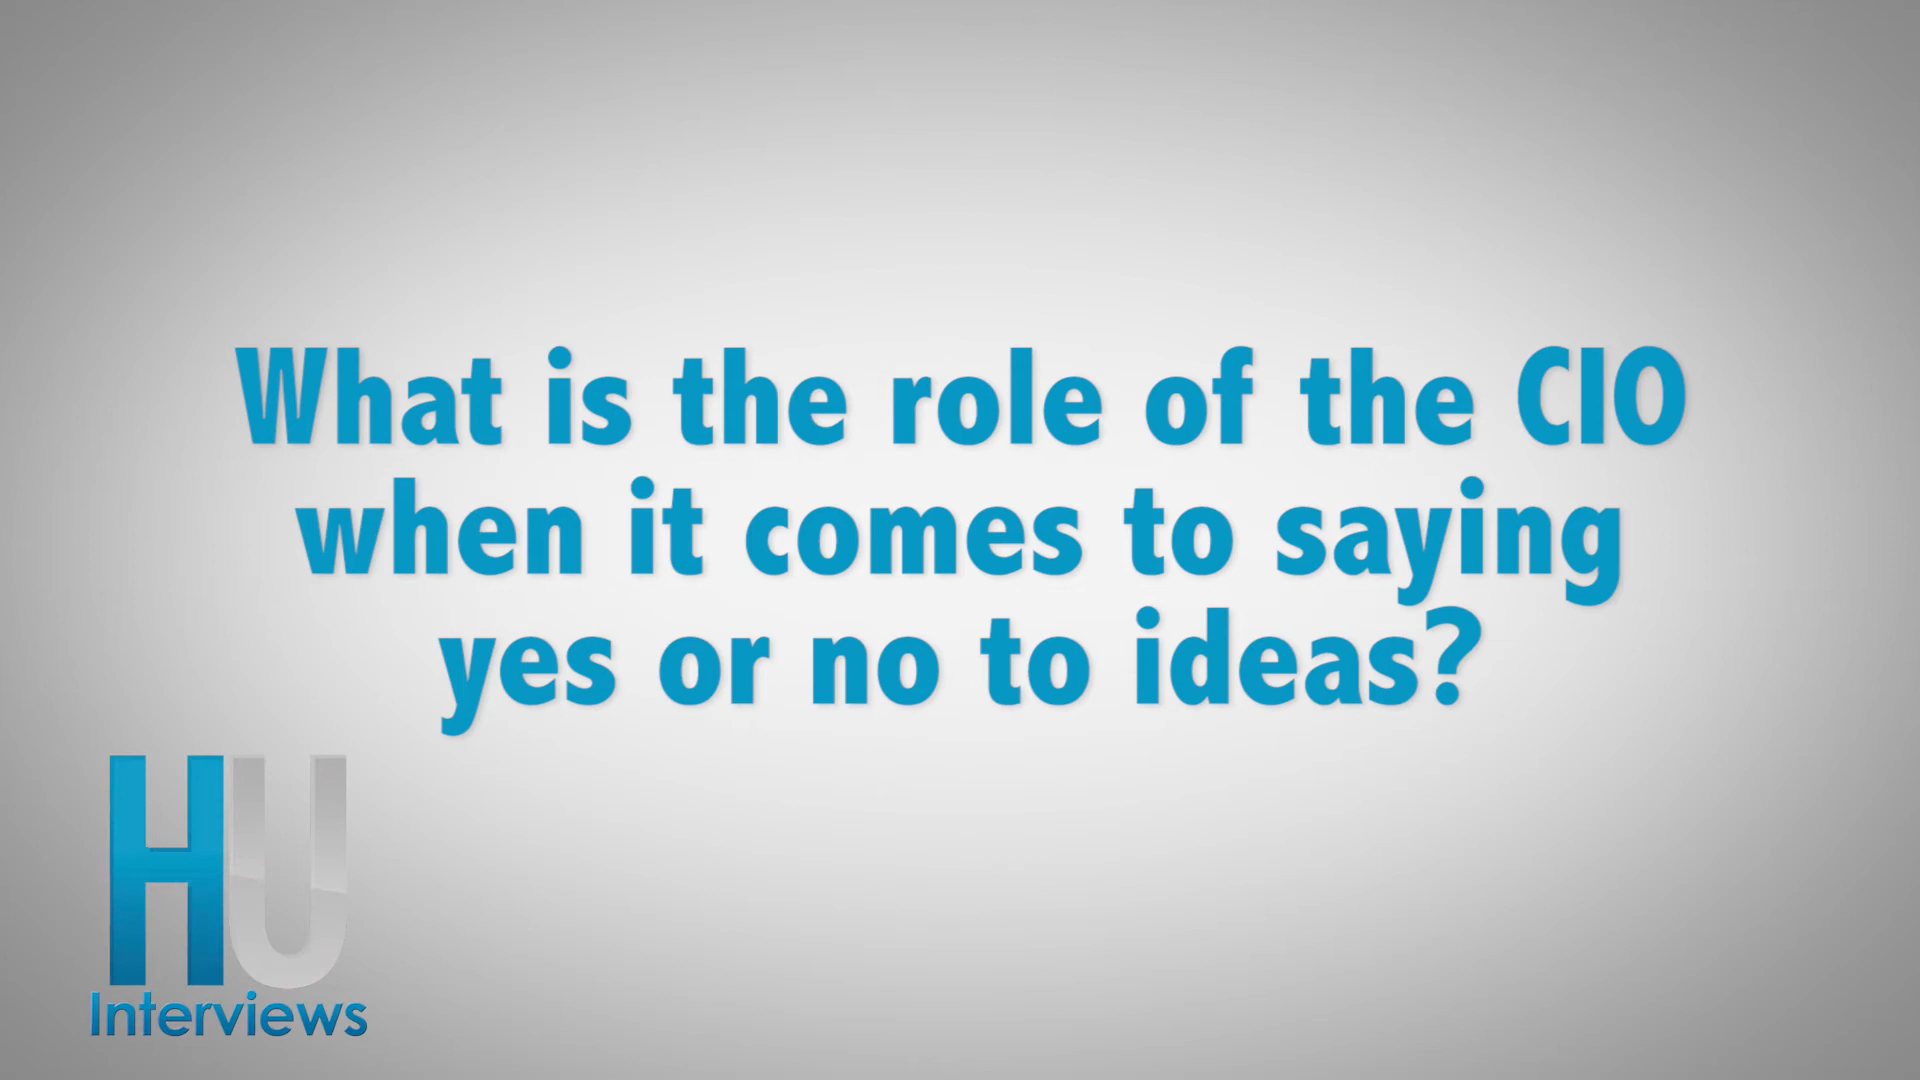 What is the role of the CIO
when it comes to saying
yes or no to ideas?
HU
Interviews